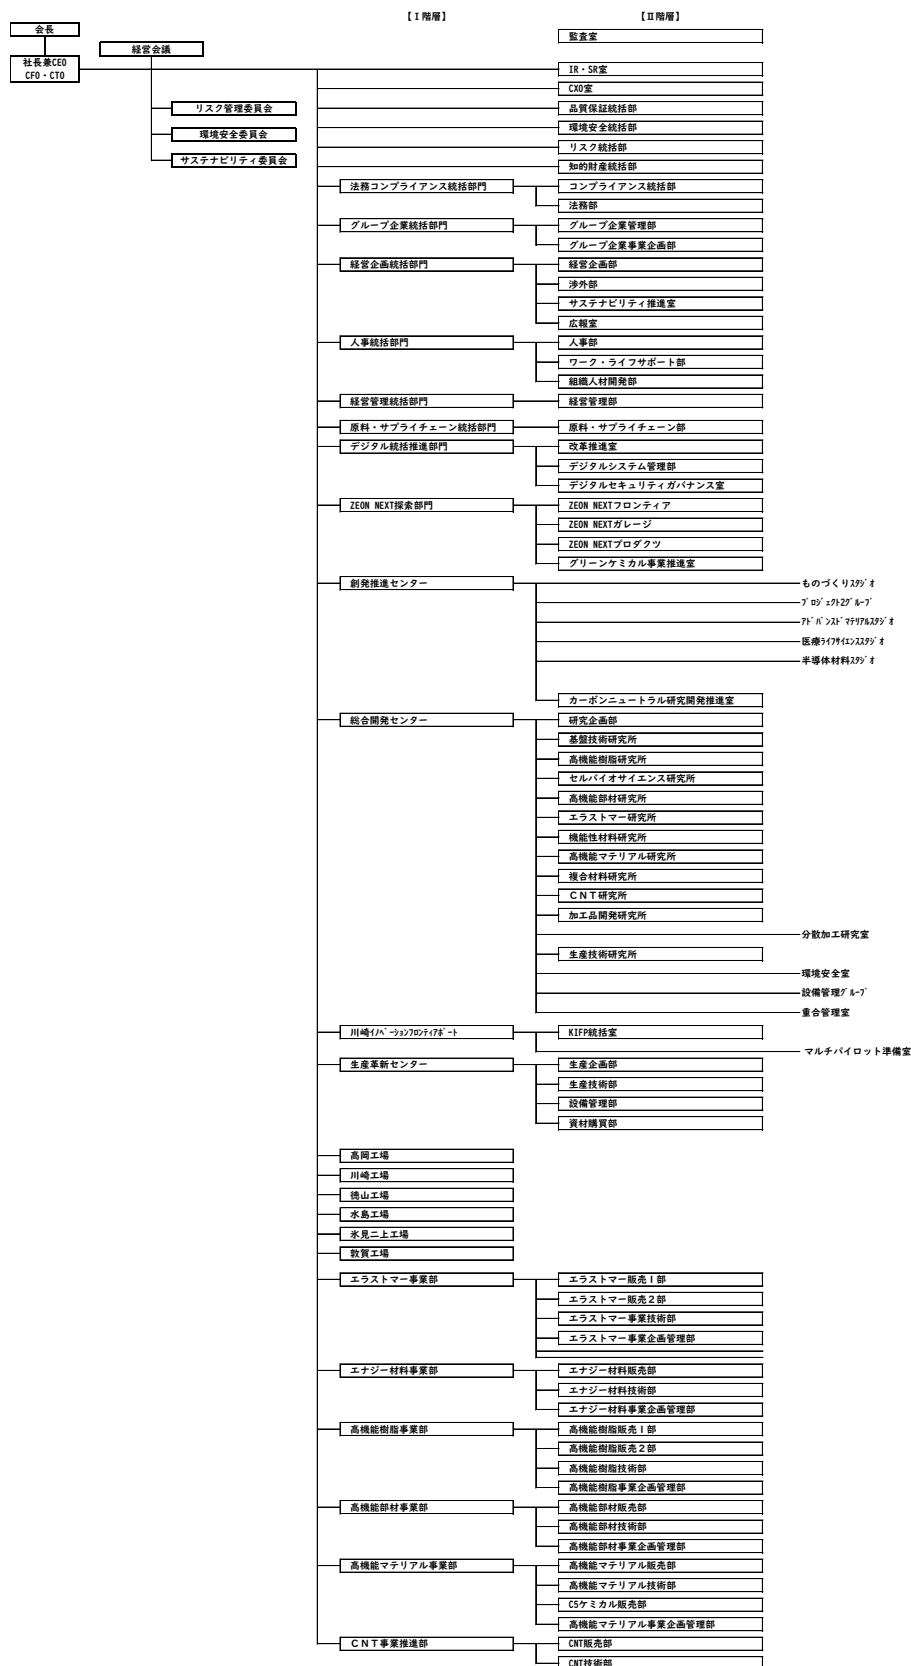 【Ⅰ階層】
【Ⅱ階層】
会長
監査室
経営会議
社長兼CEO
CFO・CTO
IR・SR室
CXO室
リスク管理委員会
品質保証統括部
環境安全委員会
環境安全統括部
リスク統括部
サステナビリティ委員会
知的財産統括部
法務コンプライアンス統括部門
コンプライアンス統括部
法務部
グループ企業統括部門
グループ企業管理部
グループ企業事業企画部
経営企画統括部門
経営企画部
渉外部
サステナビリティ推進室
広報室
人事統括部門
人事部
ワーク・ライフサポート部
組織人材開発部
経営管理統括部門
経営管理部
原料・サプライチェーン統括部門
原料・サプライチェーン部
デジタル統括推進部門
改革推進室
デジタルシステム管理部
デジタルセキュリティガバナンス室
ZEON NEXT探索部門
ZEON NEXTフロンティア
ZEON NEXTガレージ
ZEON NEXTプロダクツ
グリーンケミカル事業推進室
創発推進センター
ものづくりｽﾀｼﾞｵ
ﾌﾟﾛｼﾞｪｸﾄ2ｸﾞﾙｰﾌﾟ
ｱﾄﾞﾊﾞﾝｽﾄﾞﾏﾃﾘｱﾙｽﾀｼﾞｵ
医療ﾗｲﾌｻｲｴﾝｽｽﾀｼﾞｵ
半導体材料ｽﾀｼﾞｵ
カーボンニュートラル研究開発推進室
総合開発センター
研究企画部
基盤技術研究所
高機能樹脂研究所
セルバイオサイエンス研究所
高機能部材研究所
エラストマー研究所
機能性材料研究所
高機能マテリアル研究所
複合材料研究所
ＣＮＴ研究所
加工品開発研究所
分散加工研究室
生産技術研究所
環境安全室
設備管理ｸﾞﾙｰﾌﾟ
重合管理室
川崎ｲﾉﾍﾞｰｼｮﾝﾌﾛﾝﾃｨｱﾎﾟｰﾄ
KIFP統括室
マルチパイロット準備室
生産革新センター
生産企画部
生産技術部
設備管理部
資材購買部
高岡工場
川崎工場
徳山工場
水島工場
氷見二上工場
敦賀工場
エラストマー事業部
エラストマー販売１部
エラストマー販売２部
エラストマー事業技術部
エラストマー事業企画管理部
エナジー材料事業部
エナジー材料販売部
エナジー材料技術部
エナジー材料事業企画管理部
高機能樹脂事業部
高機能樹脂販売１部
高機能樹脂販売２部
高機能樹脂技術部
高機能樹脂事業企画管理部
高機能部材事業部
高機能部材販売部
高機能部材技術部
高機能部材事業企画管理部
高機能マテリアル事業部
高機能マテリアル販売部
高機能マテリアル技術部
C5ケミカル販売部
高機能マテリアル事業企画管理部
ＣＮＴ事業推進部
CNT販売部
CNT技術部